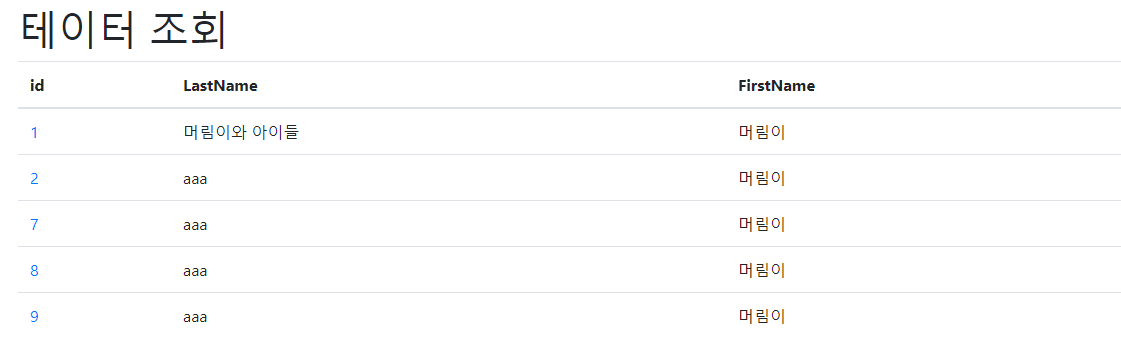 테이터 조회
id LastName FirstName
1 머림이와 아이들 머림이
2 aaa 머림이
7 aaa 머림이
8 aaa 머림이
9 aaa 머림이